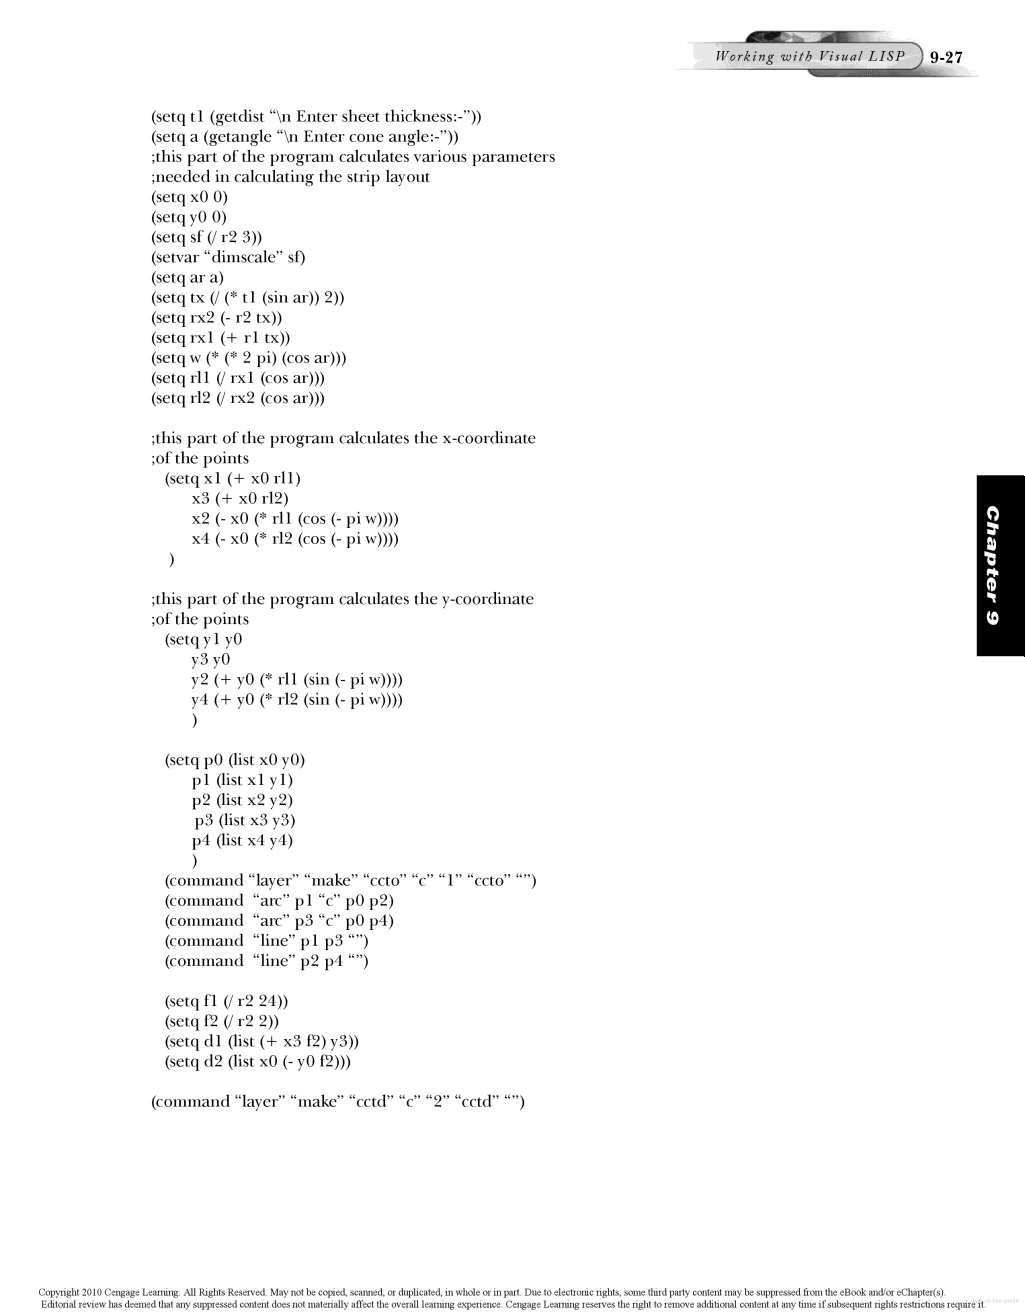 Working with Visual LISP 9-27
(setq t1 (getdist “\n Enter sheet thickness:-”))
(setq a (getangle “\n Enter cone angle:-”))
;this part of the program calculates various parameters
;needed in calculating the strip layout
(setq x0 0)
(setq y0 0)
(setq sf (/ r2 3))
(setvar “dimscale” sf)
(setq ar a)
(setq tx (/ (* t1 (sin ar)) 2))
(setq rx2 (- r2 tx))
(setq rx1 (+ r1 tx))
(setq w (* (* 2 pi) (cos ar)))
(setq rl1 (/ rx1 (cos ar)))
(setq rl2 (/ rx2 (cos ar)))
;this part of the program calculates the x-coordinate
;of the points
(setq x1 (+ x0 rl1)
x3 (+ x0 rl2)
x2 (- x0 (* rl1 (cos (- pi w))))
x4 (- x0 (* rl2 (cos (- pi w))))
)
;this part of the program calculates the y-coordinate
;of the points
(setq y1 y0
y3 y0
y2 (+ y0 (* rl1 (sin (- pi w))))
y4 (+ y0 (* rl2 (sin (- pi w))))
)
(setq p0 (list x0 y0)
p1 (list x1 y1)
p2 (list x2 y2)
p3 (list x3 y3)
p4 (list x4 y4)
)
(command “layer” “make” “ccto” “c” “1” “ccto” “”)
(command “arc” p1 “c” p0 p2)
(command “arc” p3 “c” p0 p4)
(command “line” p1 p3 “”)
(command “line” p2 p4 “”)
(setq f1 (/ r2 24))
(setq f2 (/ r2 2))
(setq d1 (list (+ x3 f2) y3))
(setq d2 (list x0 (- y0 f2)))
(command “layer” “make” “cctd” “c” “2” “cctd” “”)
Chapter 9
Copyright 2010 Cengage Learning. All Rights Reserved. May not be copied, scanned, or duplicated, in whole or in part. Due to electronic rights, some third party content may be suppressed from the eBook and/or eChapter(s).
Editorial review has deemed that any suppressed content does not materially affect the overall learning experience. Cengage Learning reserves the right to remove additional content at any time if subsequent rights restrictions require it